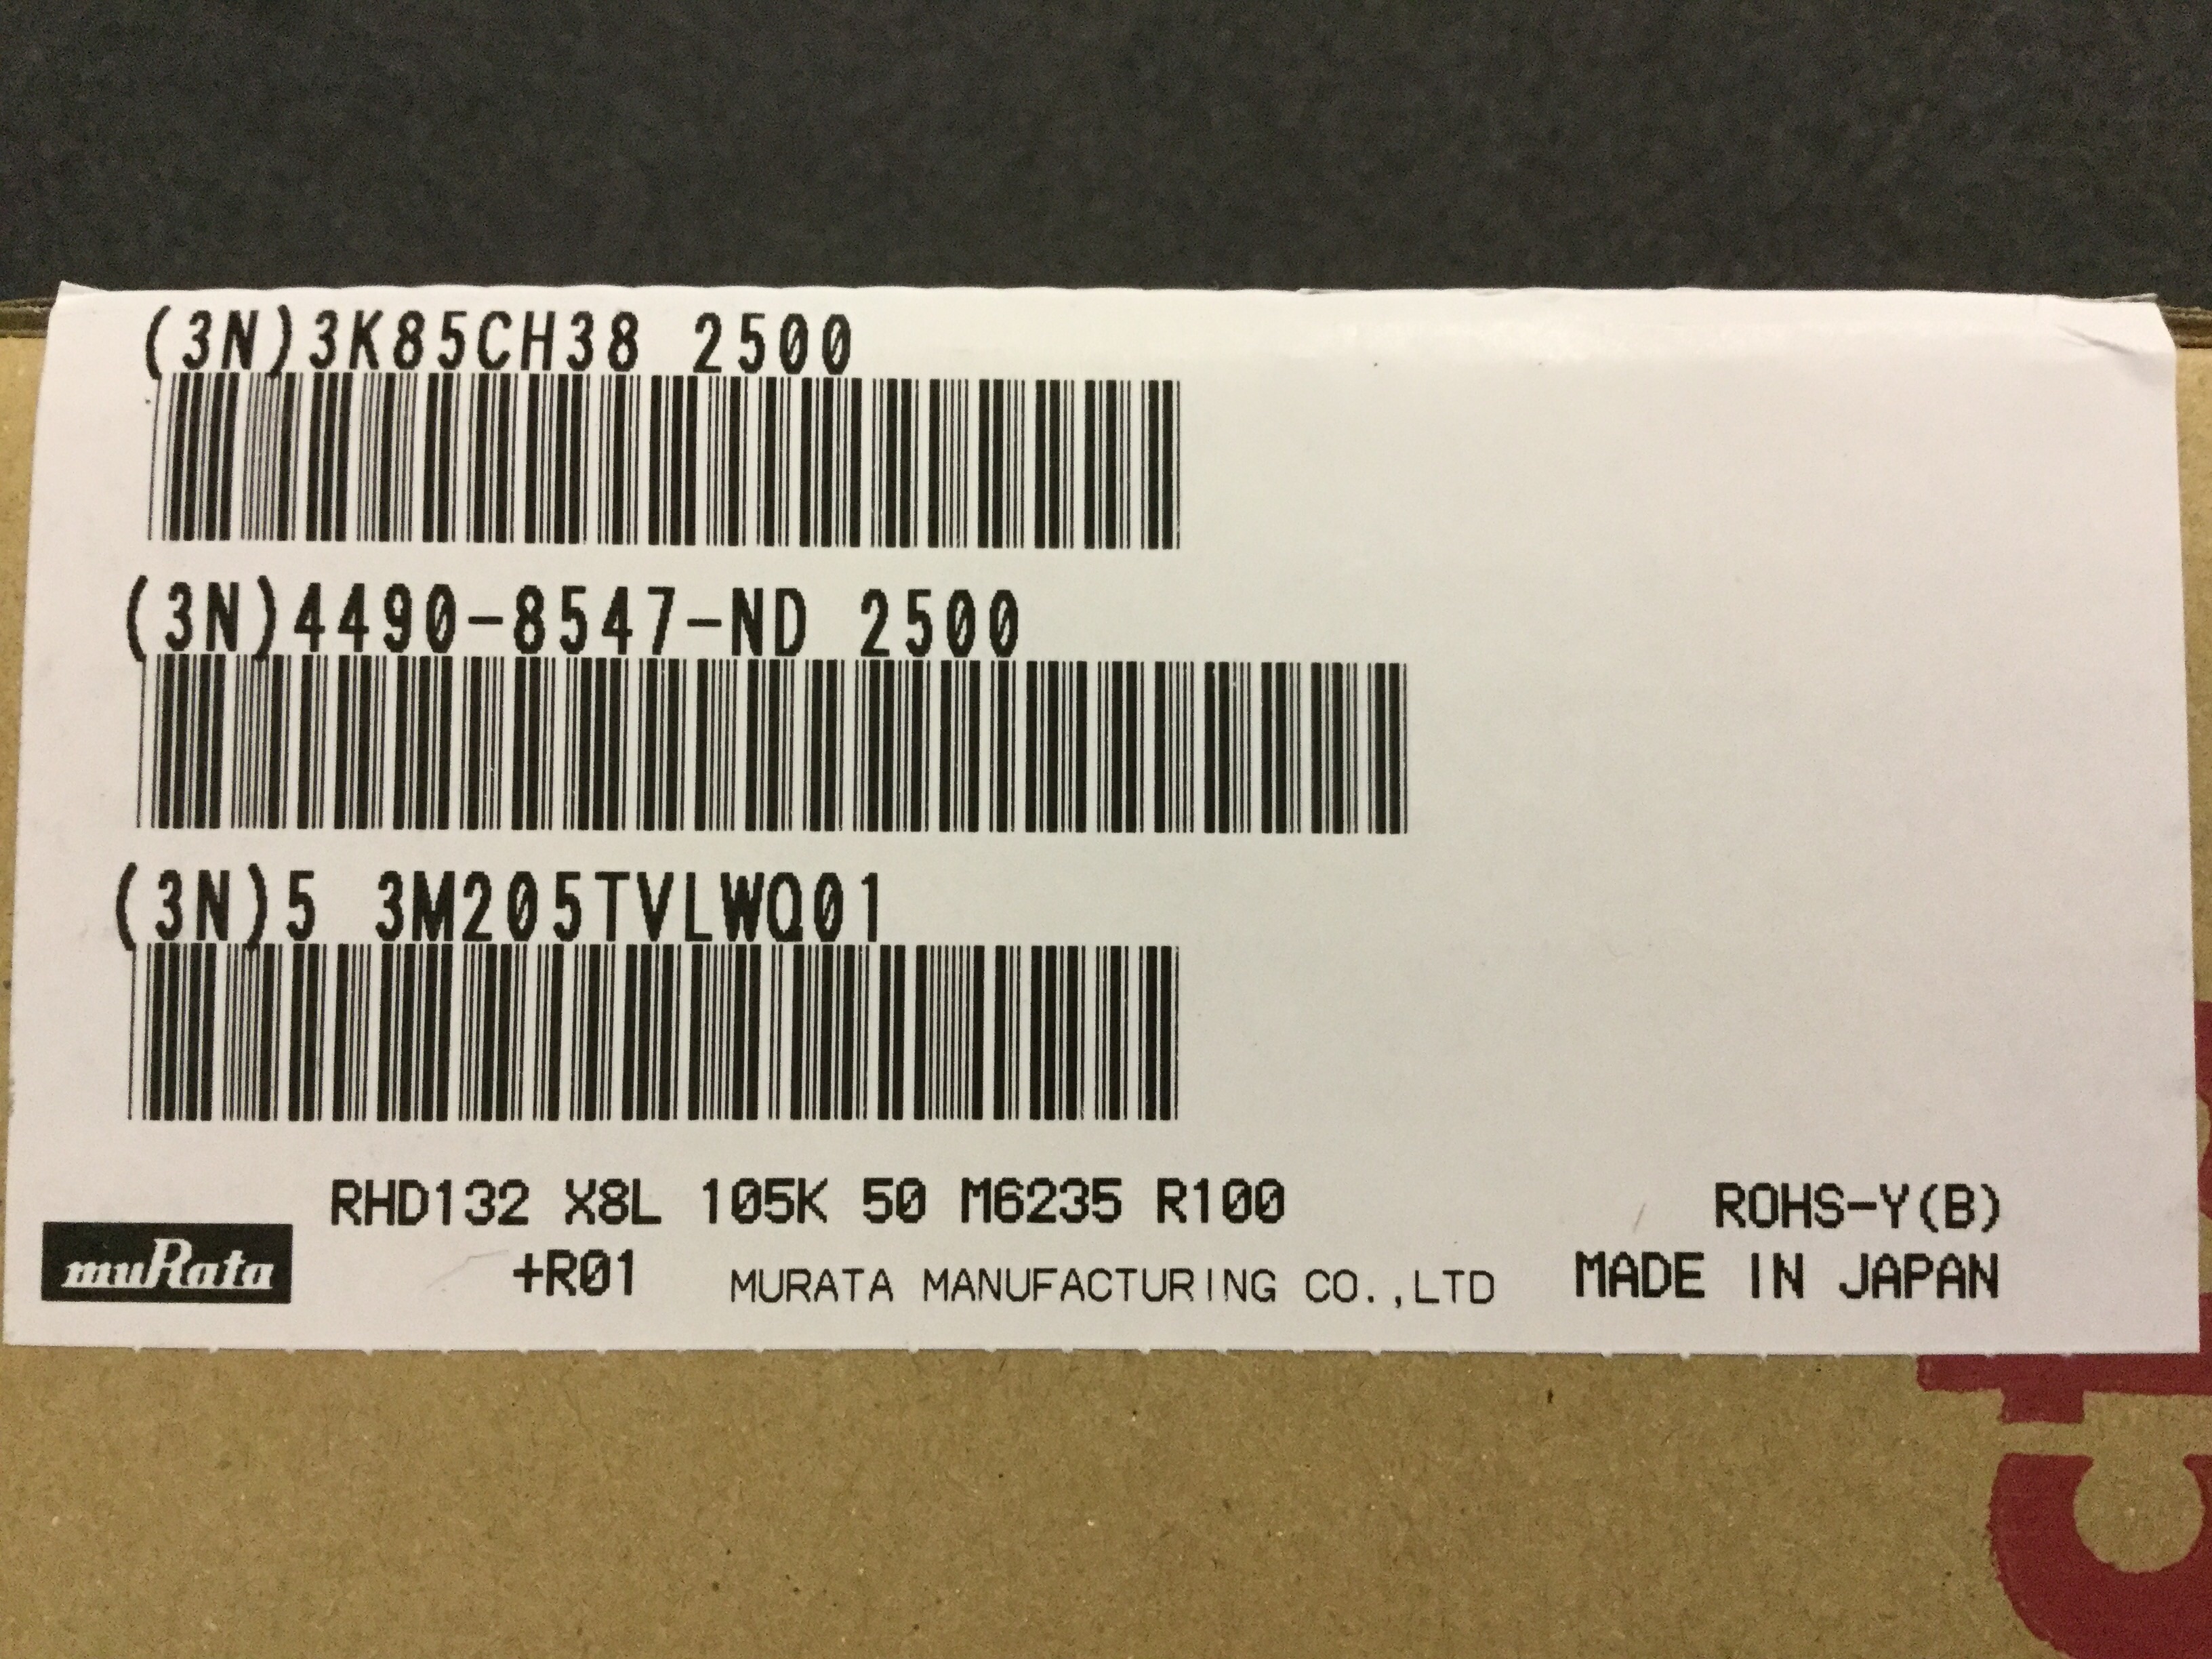 (3N)3K85CH38 2500
(3N)4490-8547-ND 2500
(3N)5 3M205TVLWQ01
RHD132 X8L 105K 50 M6235 R100 ROHS-Y(B)
muRata +R01 MURATA MANUFACTURING CO.,LTD MADE IN JAPAN